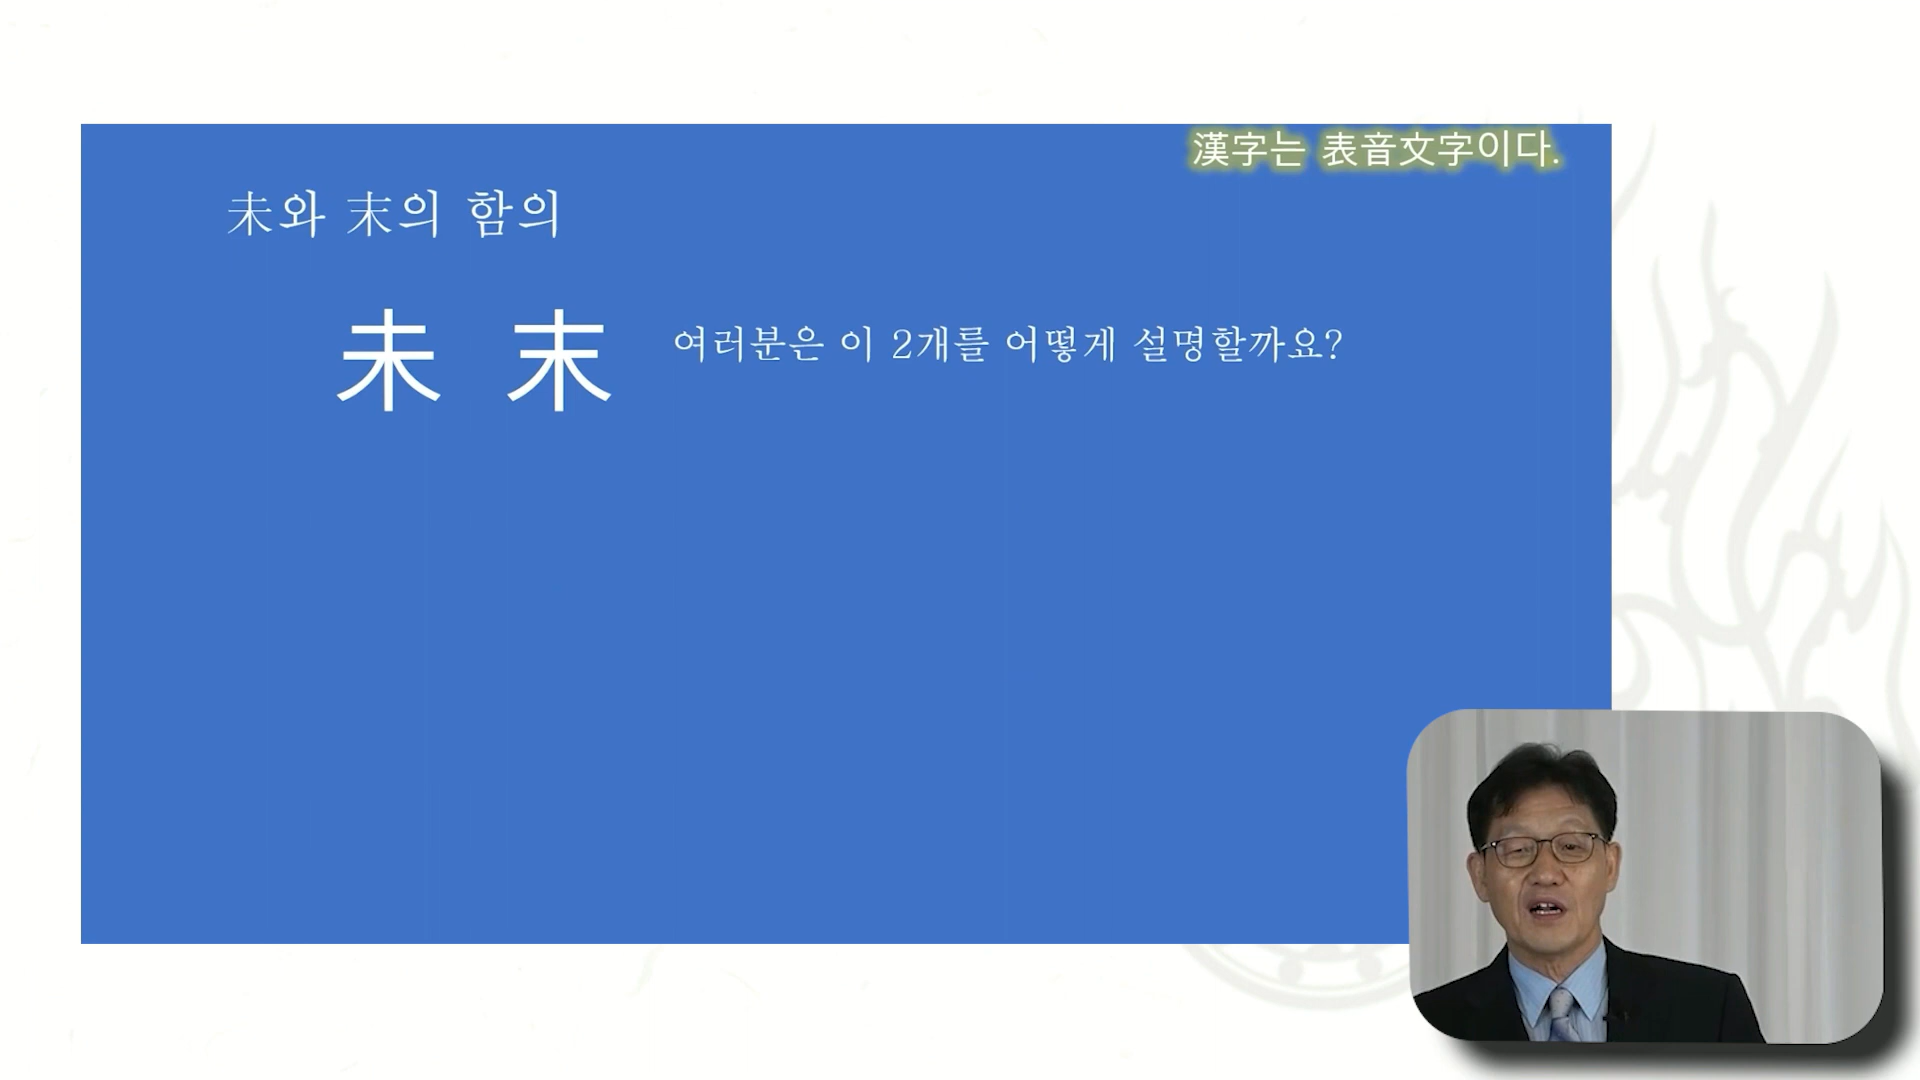 漢字는 表音文字이다.
未와 末의 함의
未 末 여러분은 이 2개를 어떻게 설명할까요?